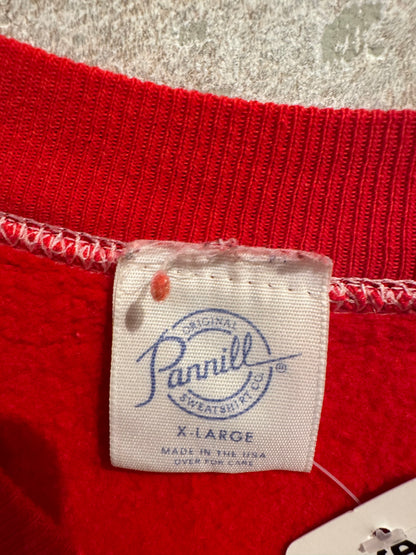 ORIGINAL
Pannill®
SWEATSHIRT CO.
X-LARGE
MADE IN THE USA
OVER FOR CARE